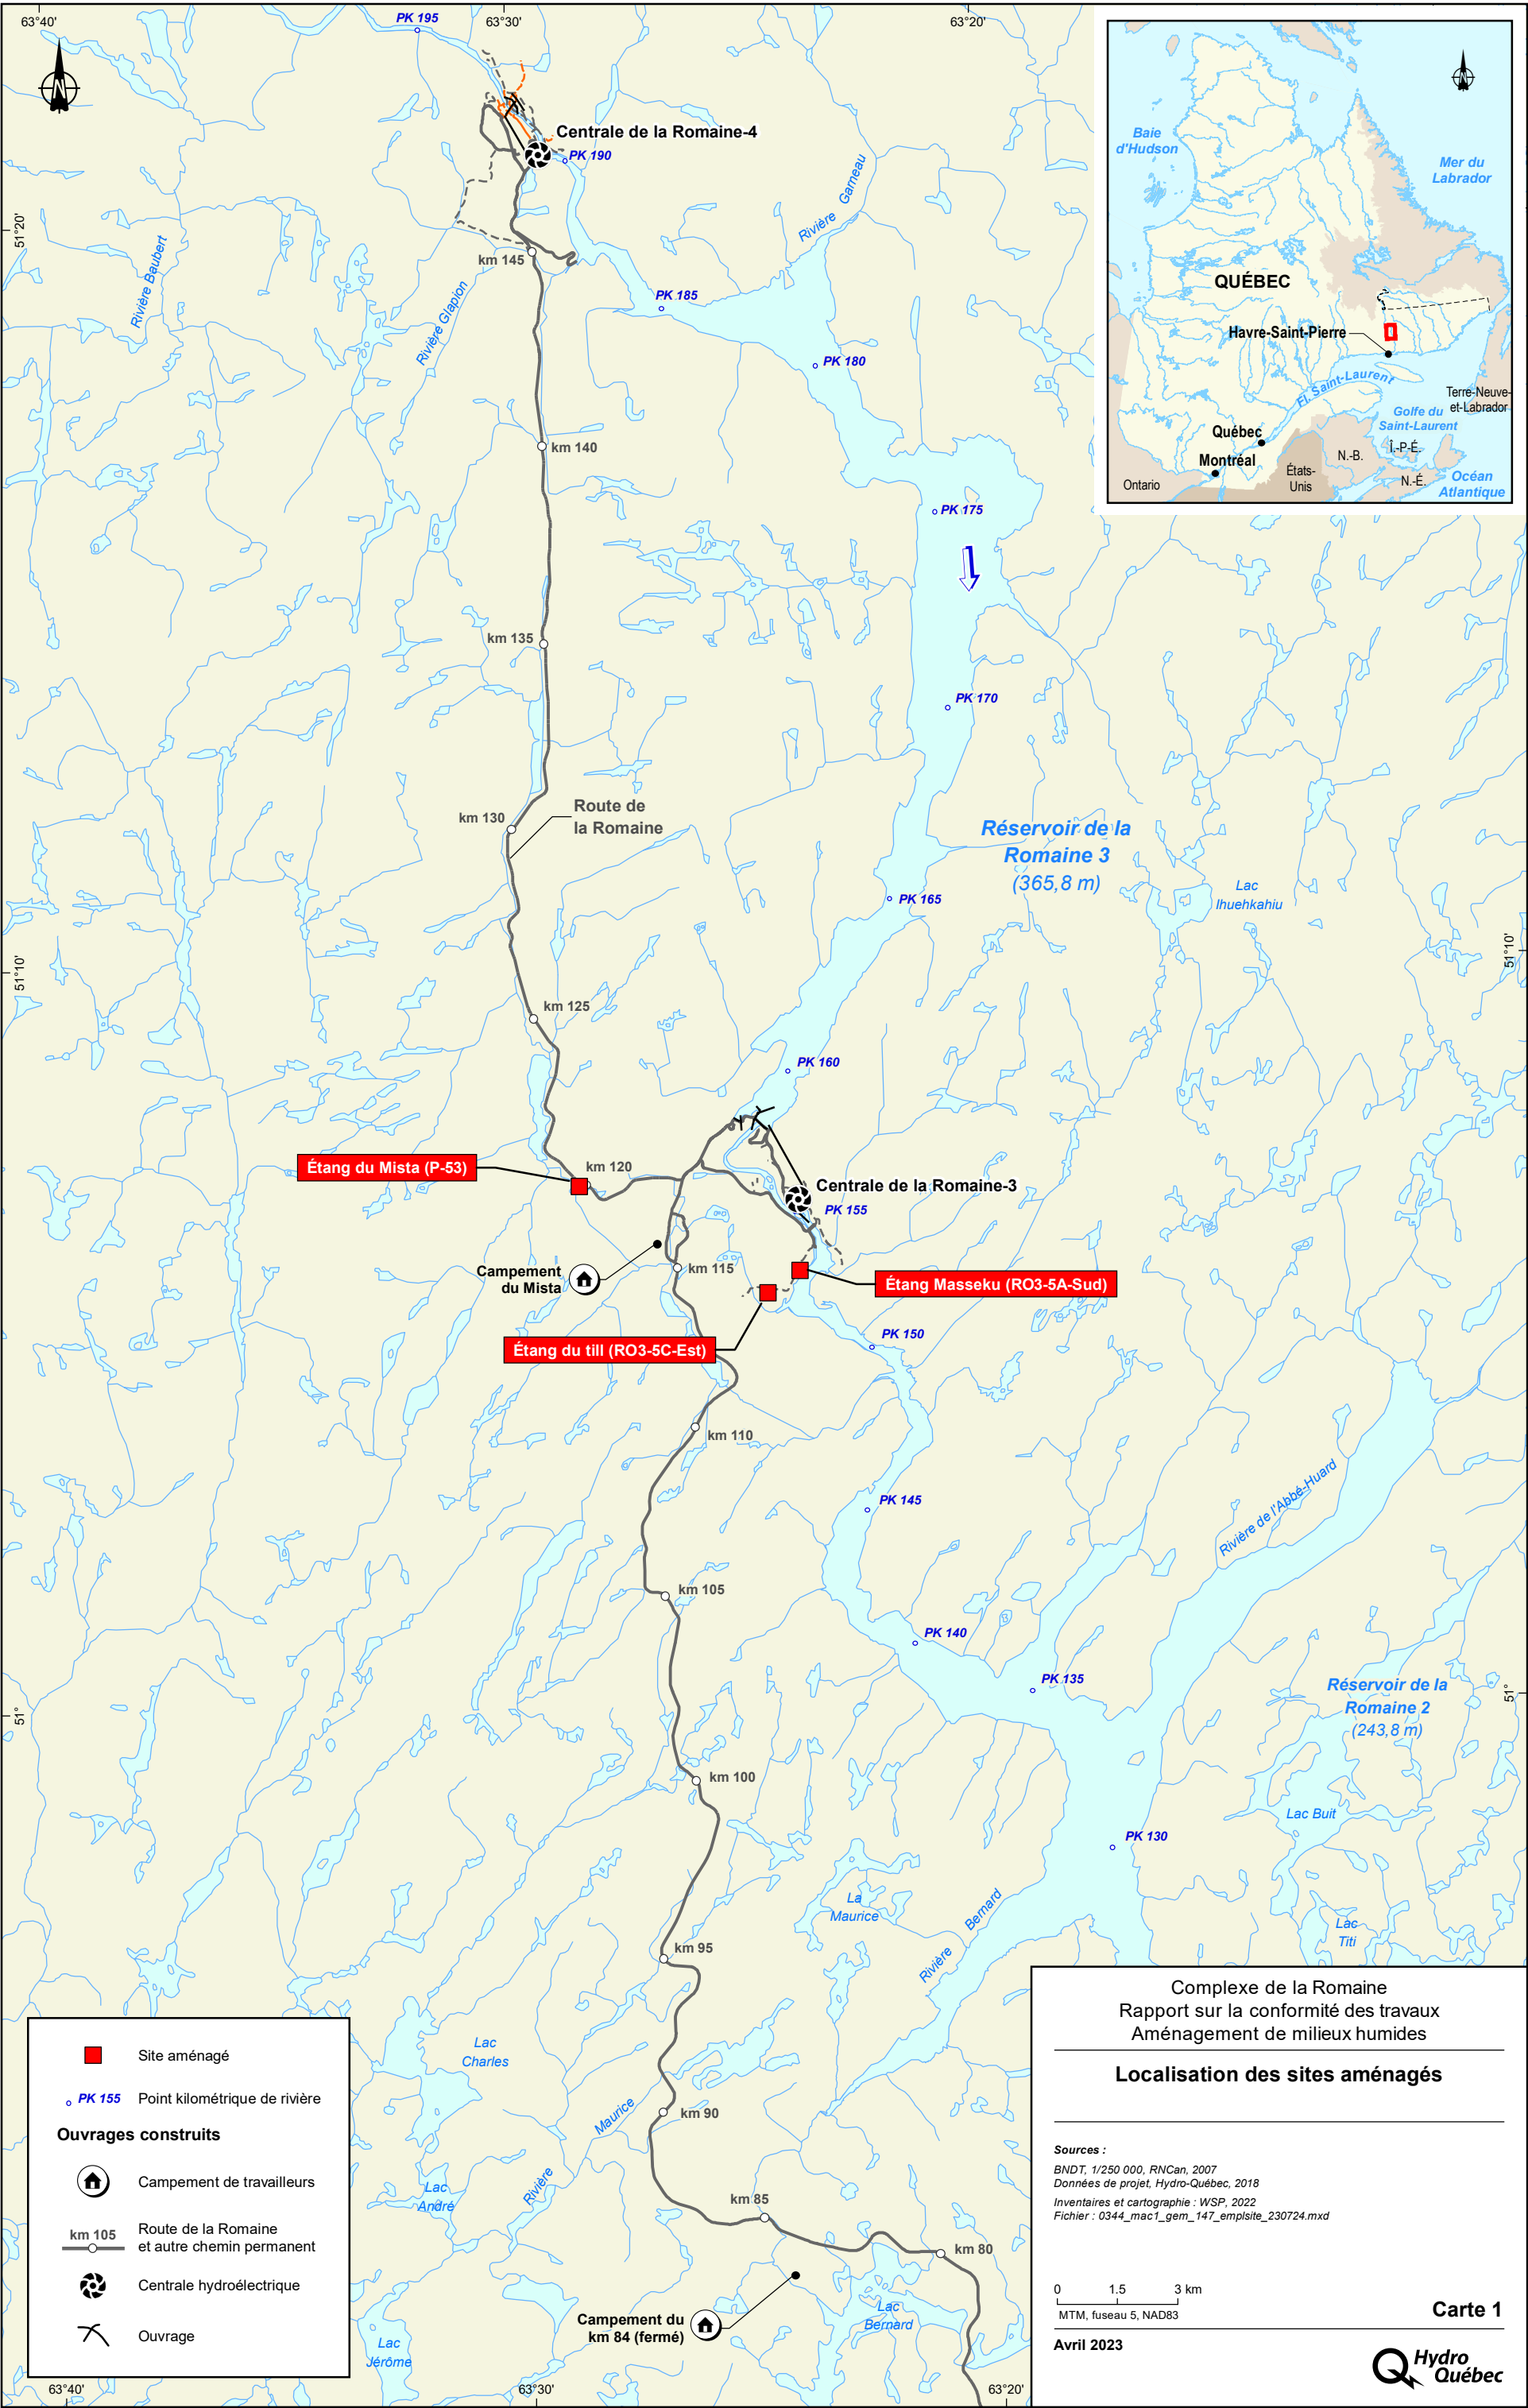 63°40'
63°30'
63°20'
PK 195
Centrale de la Romaine-4
PK 190
Rivière Garneau
51°20'
Rivière Baubert
km 145
Rivière Glapion
PK 185
PK 180
km 140
PK 175
km 135
PK 170
Route de
la Romaine
km 130
Réservoir de la
Romaine 3
(365,8 m)
Lac
Ihuehkahiu
PK 165
51°10'
51°10'
km 125
PK 160
Étang du Mista (P-53)
km 120
Centrale de la Romaine-3
PK 155
Campement
du Mista
km 115
Étang Masseku (RO3-5A-Sud)
Étang du till (RO3-5C-Est)
PK 150
km 110
Rivière de l'Abbé-Huard
PK 145
km 105
PK 140
PK 135
51°
51°
Réservoir de la
Romaine 2
(243,8 m)
km 100
Lac Buit
PK 130
La
Maurice
Rivière Bernard
Lac
Titi
km 95
Lac
Charles
km 90
Rivière Maurice
Lac
André
km 85
km 80
Campement du
km 84 (fermé)
Lac
Bernard
Lac
Jérôme
63°40'
63°30'
63°20'
Baie
d'Hudson
Mer du
Labrador
QUÉBEC
Havre-Saint-Pierre
Fl. Saint-Laurent
Terre-Neuve-
et-Labrador
Golfe du
Saint-Laurent
Québec
Î.-P-É.
Montréal
N.-B.
États-
Unis
N.-É.
Océan
Atlantique
Ontario
Site aménagé
PK 155 Point kilométrique de rivière
Ouvrages construits
Campement de travailleurs
km 105 Route de la Romaine
et autre chemin permanent
Centrale hydroélectrique
Ouvrage
Complexe de la Romaine
Rapport sur la conformité des travaux
Aménagement de milieux humides
Localisation des sites aménagés
Sources :
BNDT, 1/250 000, RNCan, 2007
Données de projet, Hydro-Québec, 2018
Inventaires et cartographie : WSP, 2022
Fichier : 0344_mac1_gem_147_emplsite_230724.mxd
0 1.5 3 km
MTM, fuseau 5, NAD83
Carte 1
Avril 2023
Hydro
Québec